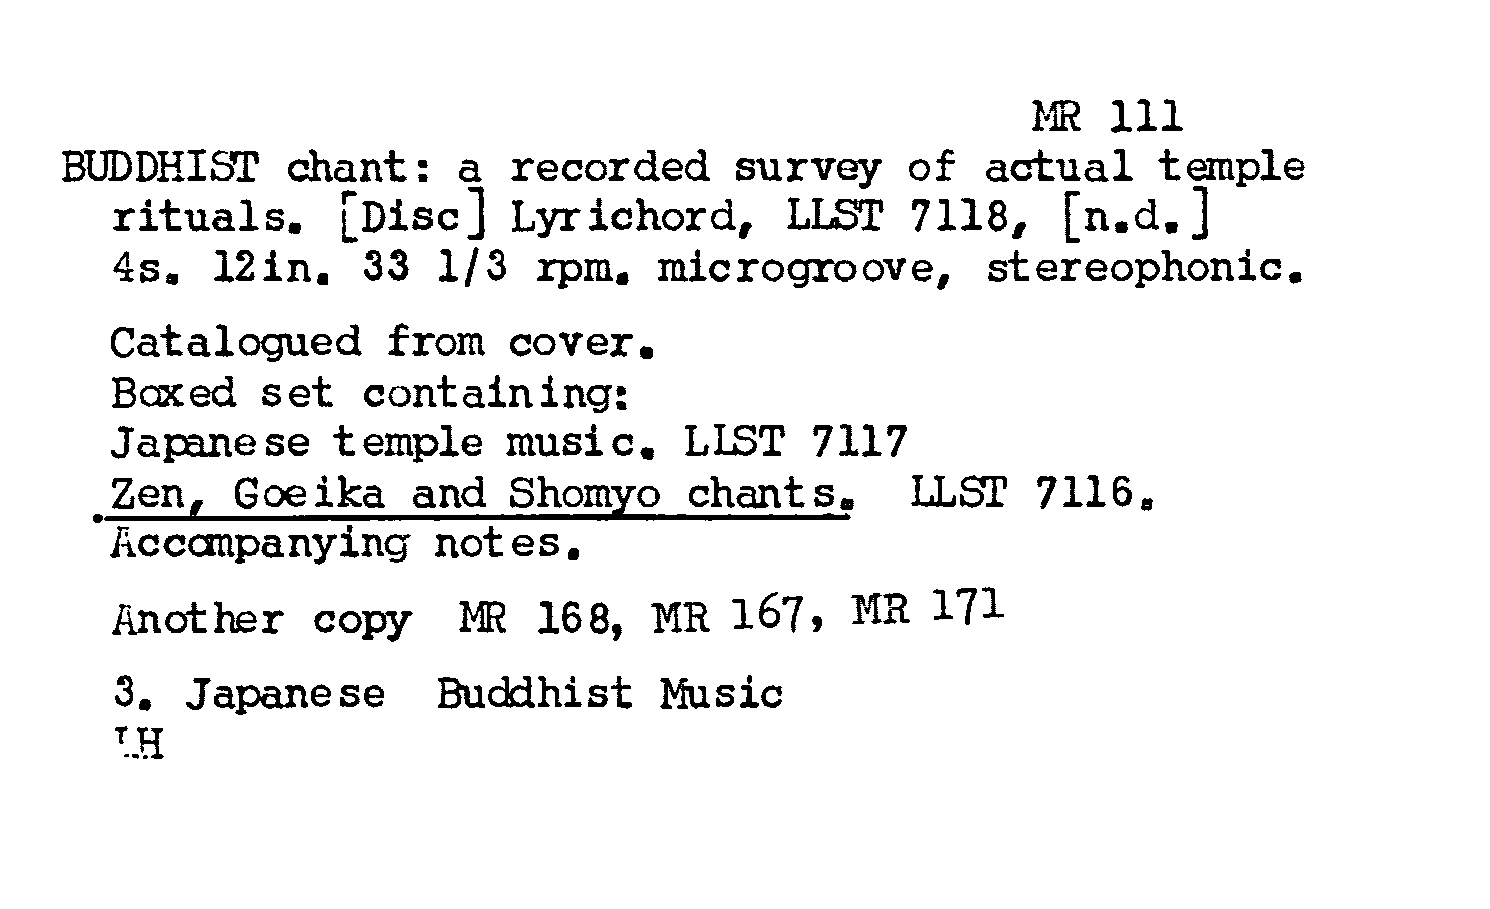 MR 111
BUDDHIST chant: a recorded survey of actual temple
rituals. [Disc] Lyrichord, LLST 7118, [n.d.]
4s. 12in. 33 1/3 rpm. microgroove, stereophonic.
Catalogued from cover.
Boxed set containing:
Japanese temple music. LLST 7117
Zen, Goeika and Shomyo chants. LLST 7116.
Accompanying notes.
Another copy MR 168, MR 167, MR 171
3. Japanese Buddhist Music